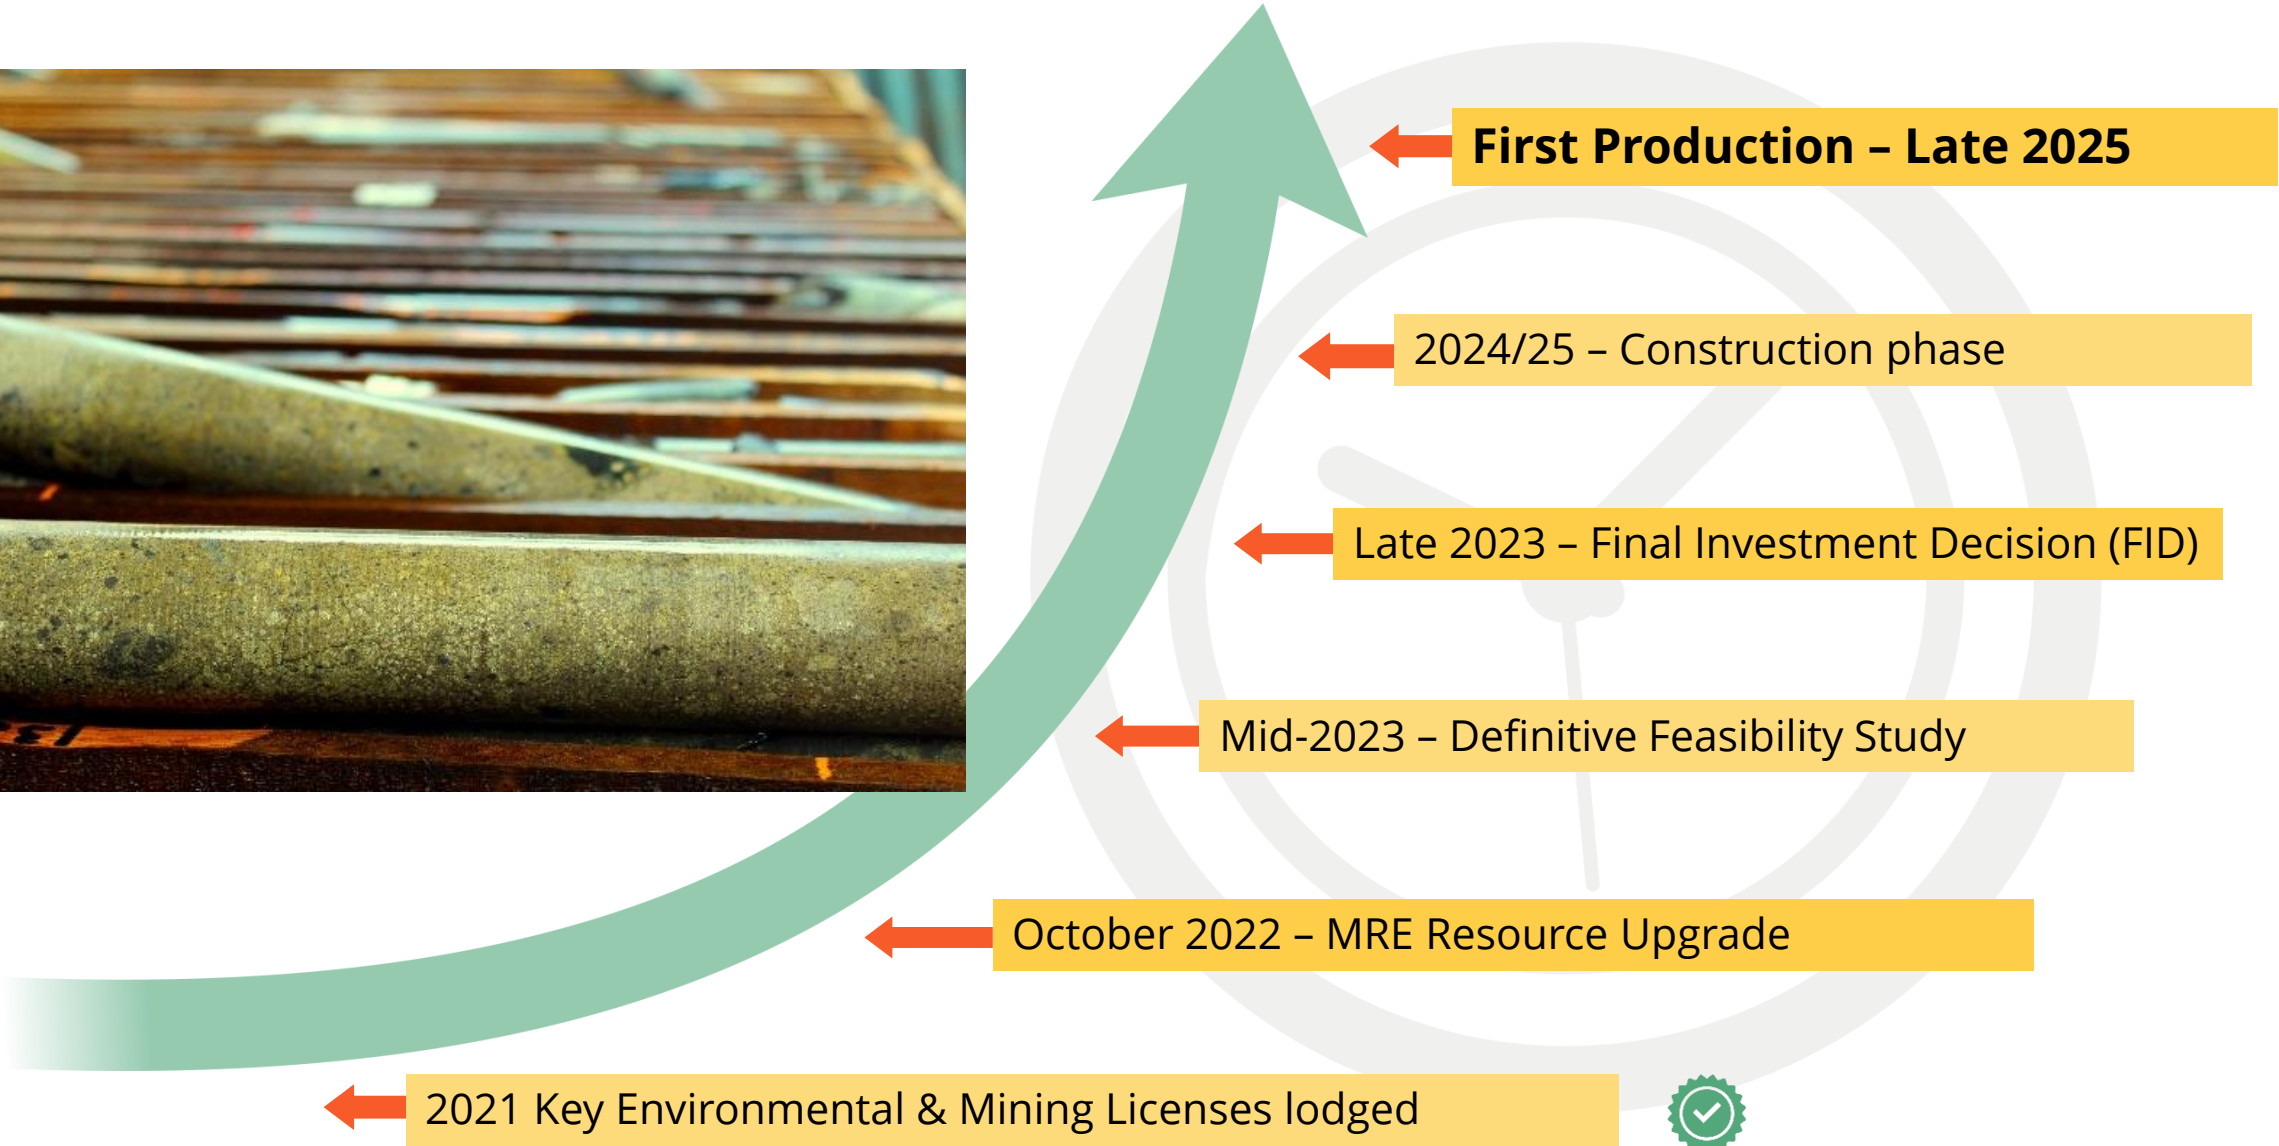 First Production – Late 2025
2024/25 – Construction phase
Late 2023 – Final Investment Decision (FID)
Mid-2023 – Definitive Feasibility Study
October 2022 – MRE Resource Upgrade
2021 Key Environmental & Mining Licenses lodged